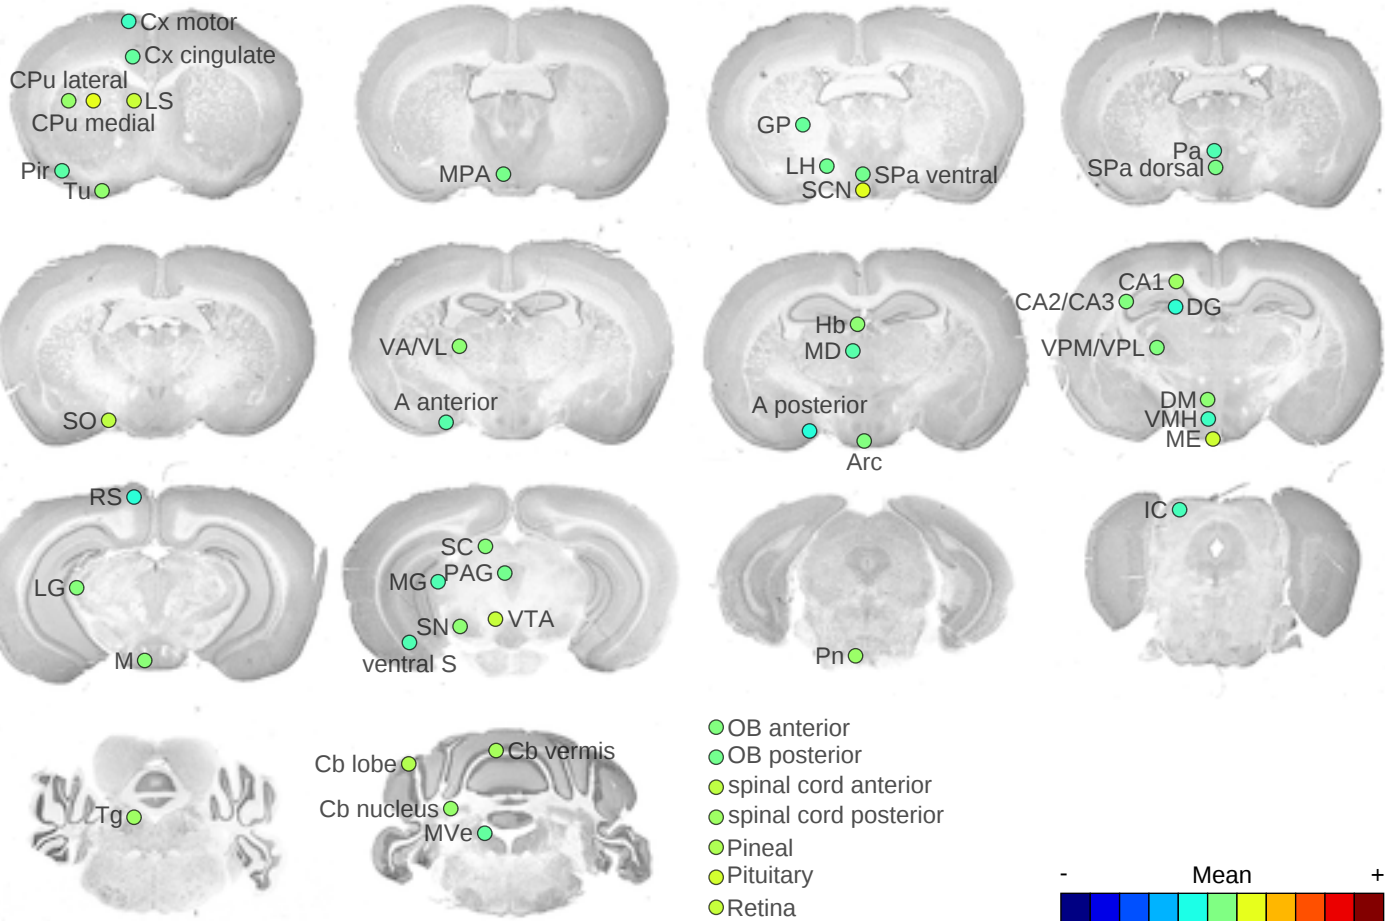 Cx motor
Cx cingulate
CPu lateral
LS
CPu medial
Pir
Tu
MPA
GP
LH
SPa ventral
SCN
Pa
SPa dorsal
SO
VA/VL
A anterior
Hb
MD
A posterior
Arc
CA1
CA2/CA3
DG
VPM/VPL
DM
VMH
ME
RS
LG
M
SC
PAG
MG
VTA
SN
ventral S
Pn
IC
Tg
Cb vermis
Cb lobe
Cb nucleus
MVe
OB anterior
OB posterior
spinal cord anterior
spinal cord posterior
Pineal
Pituitary
Retina
- Mean +